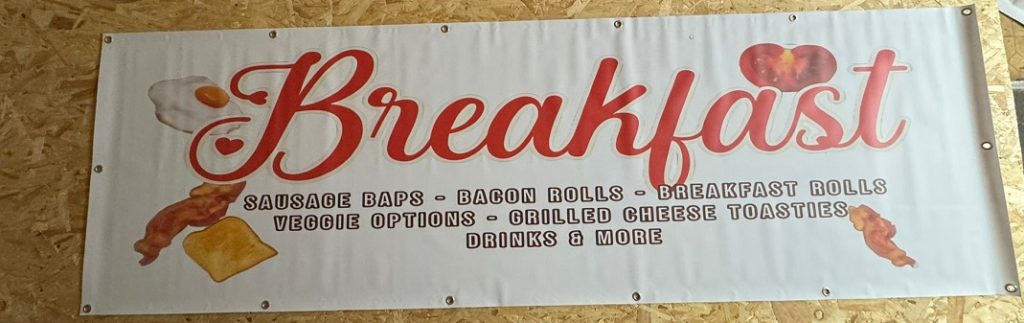 Breakfast
SAUSAGE BAPS - BACON ROLLS - BREAKFAST ROLLS
VEGGIE OPTIONS - GRILLED CHEESE TOASTIES
DRINKS & MORE